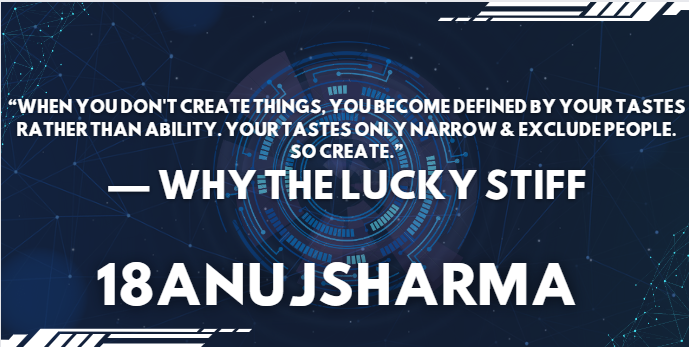 “WHEN YOU DON'T CREATE THINGS, YOU BECOME DEFINED BY YOUR TASTES
RATHER THAN ABILITY. YOUR TASTES ONLY NARROW & EXCLUDE PEOPLE.
SO CREATE.”
— WHY THE LUCKY STIFF
18ANUJSHARMA